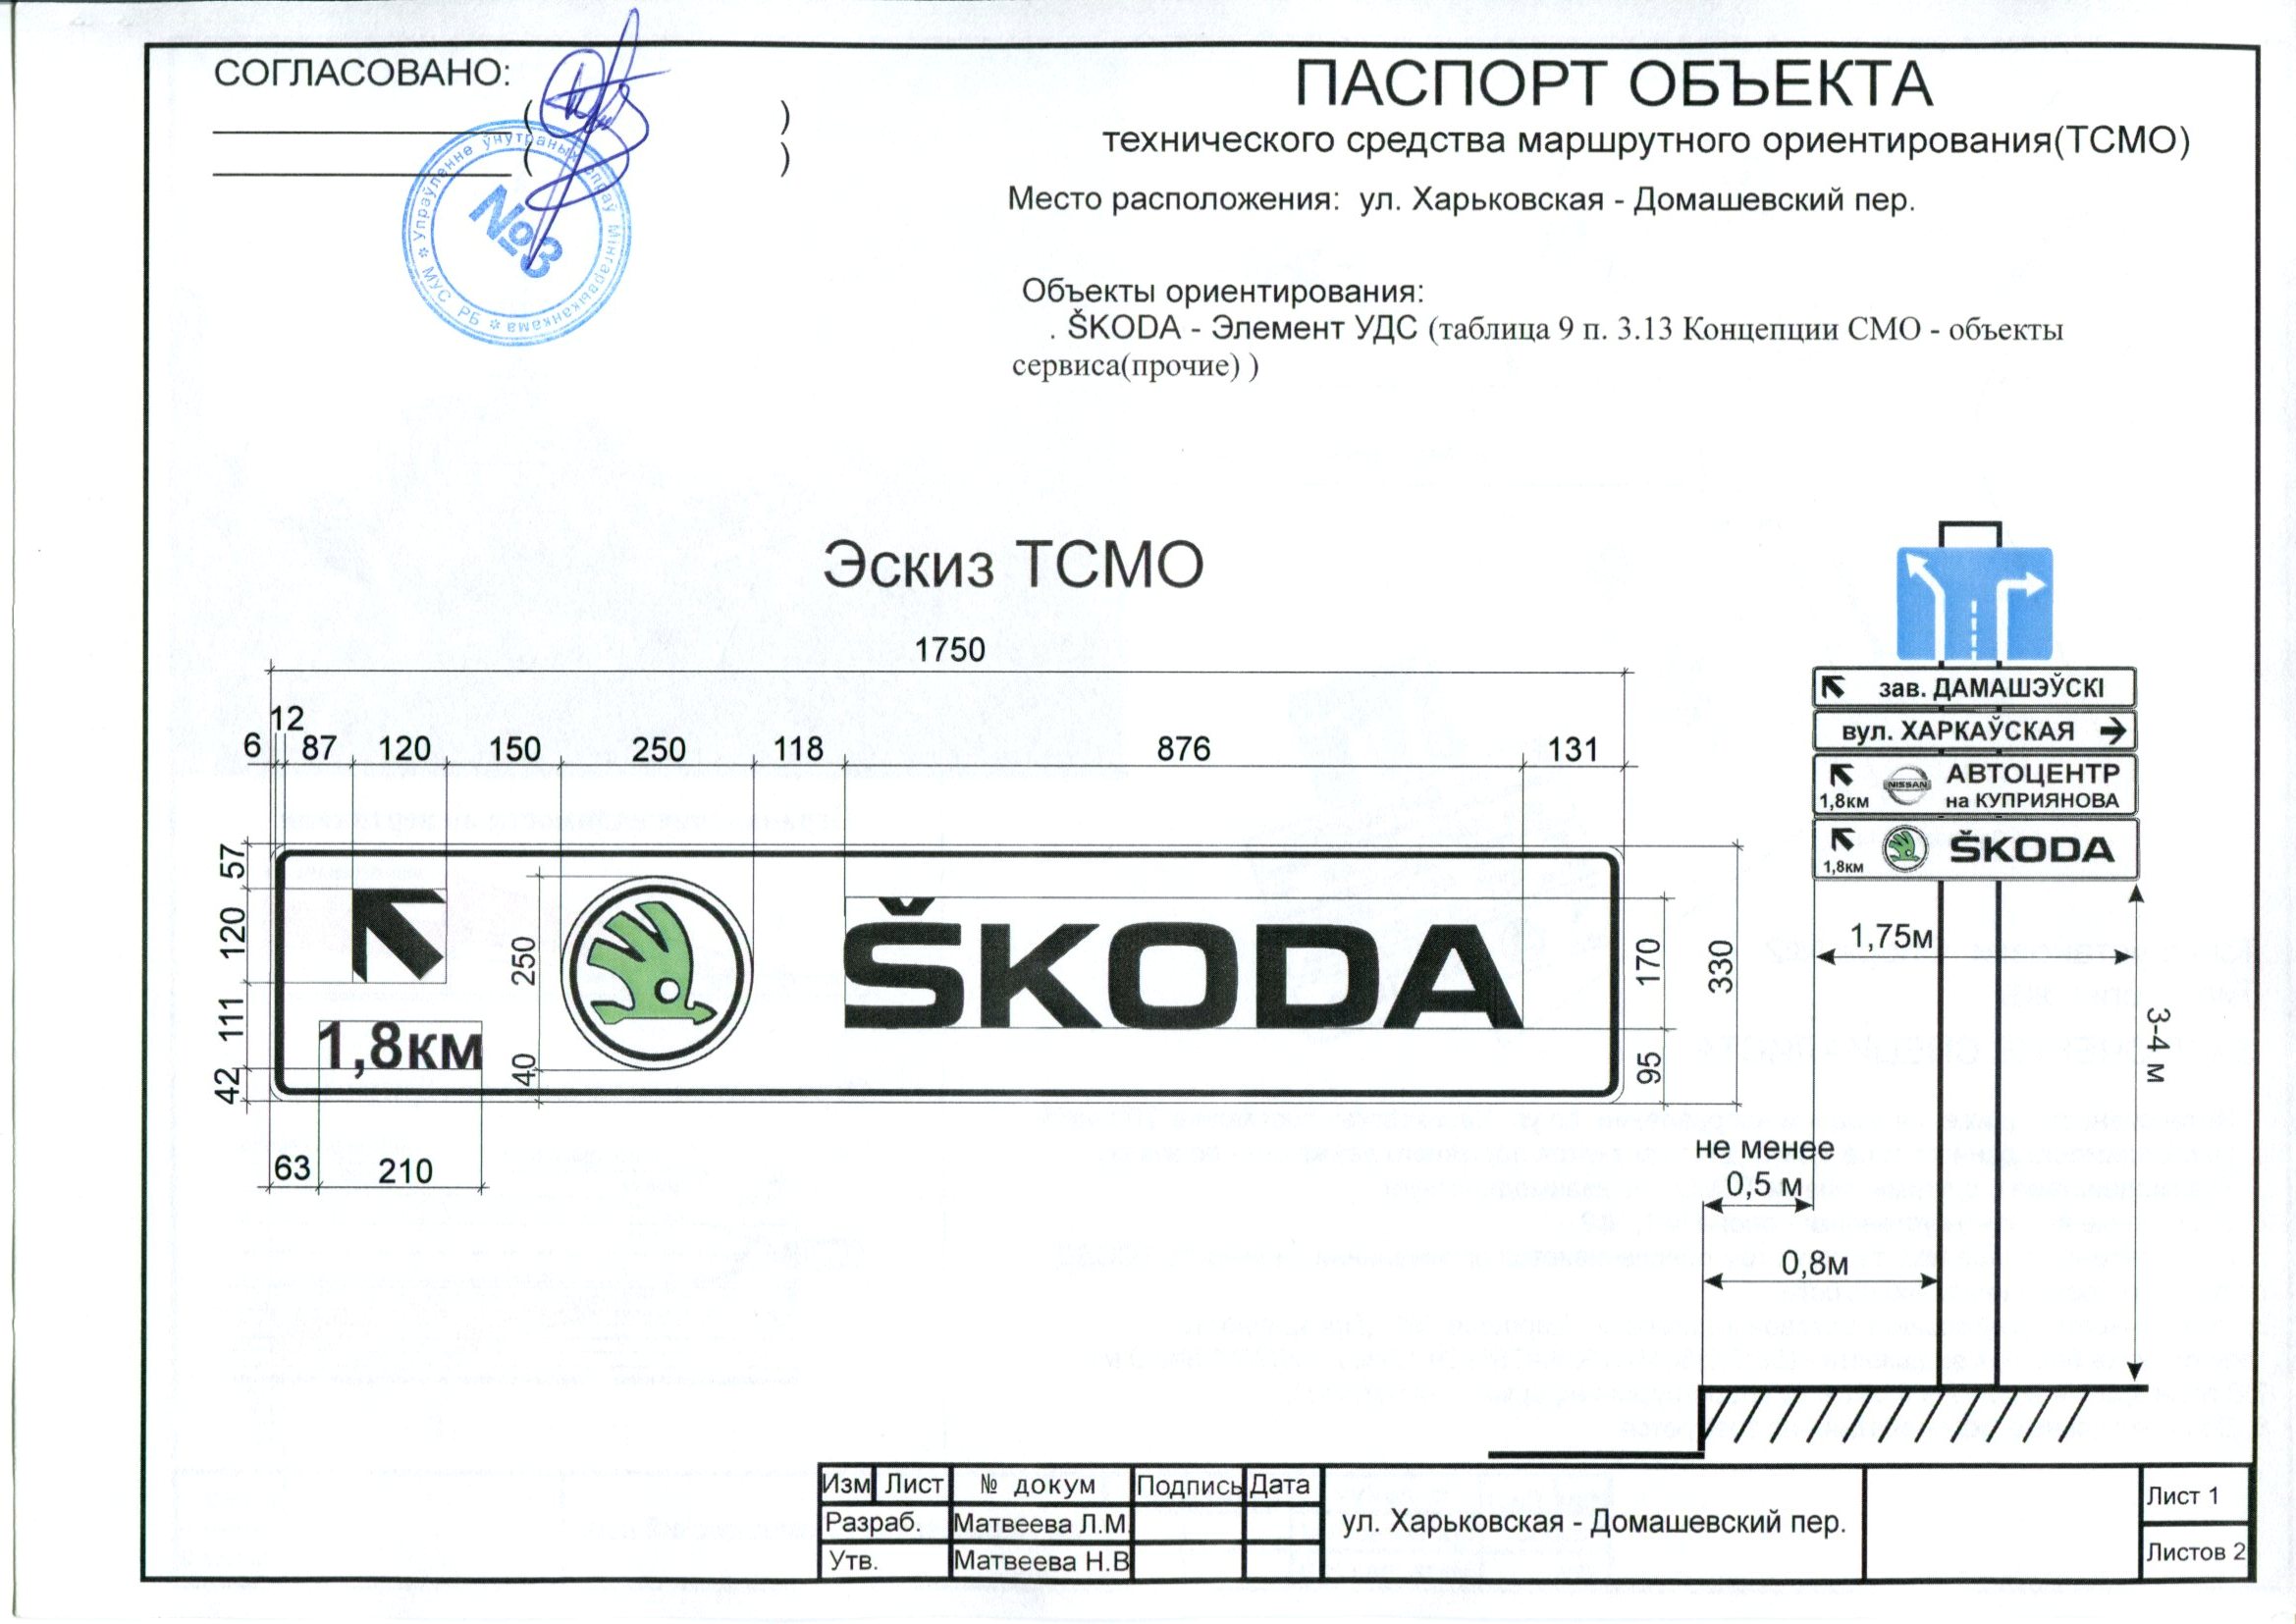 СОГЛАСОВАНО:
( )
( )
Упраўленне ўнутраных спраў Мінгарвыканкама * МУС РБ *
№3
ПАСПОРТ ОБЪЕКТА
технического средства маршрутного ориентирования(ТСМО)
Место расположения: ул. Харьковская - Домашевский пер.
Объекты ориентирования:
. ŠKODA - Элемент УДС (таблица 9 п. 3.13 Концепции СМО - объекты
сервиса(прочие) )
Эскиз ТСМО
1750
12
6 87 120 150 250 118 876 131
57
120
111
42
250
40
170
95
330
1,8км
ŠKODA
63 210
зав. ДАМАШЭЎСКІ
вул. ХАРКАЎСКАЯ
1,8км NISSAN АВТОЦЕНТР
на КУПРИЯНОВА
1,8км ŠKODA
1,75м
3-4 м
не менее
0,5 м
0,8м
Изм Лист № докум Подпись Дата
Разраб. Матвеева Л.М.
Утв. Матвеева Н.В
ул. Харьковская - Домашевский пер.
Лист 1
Листов 2